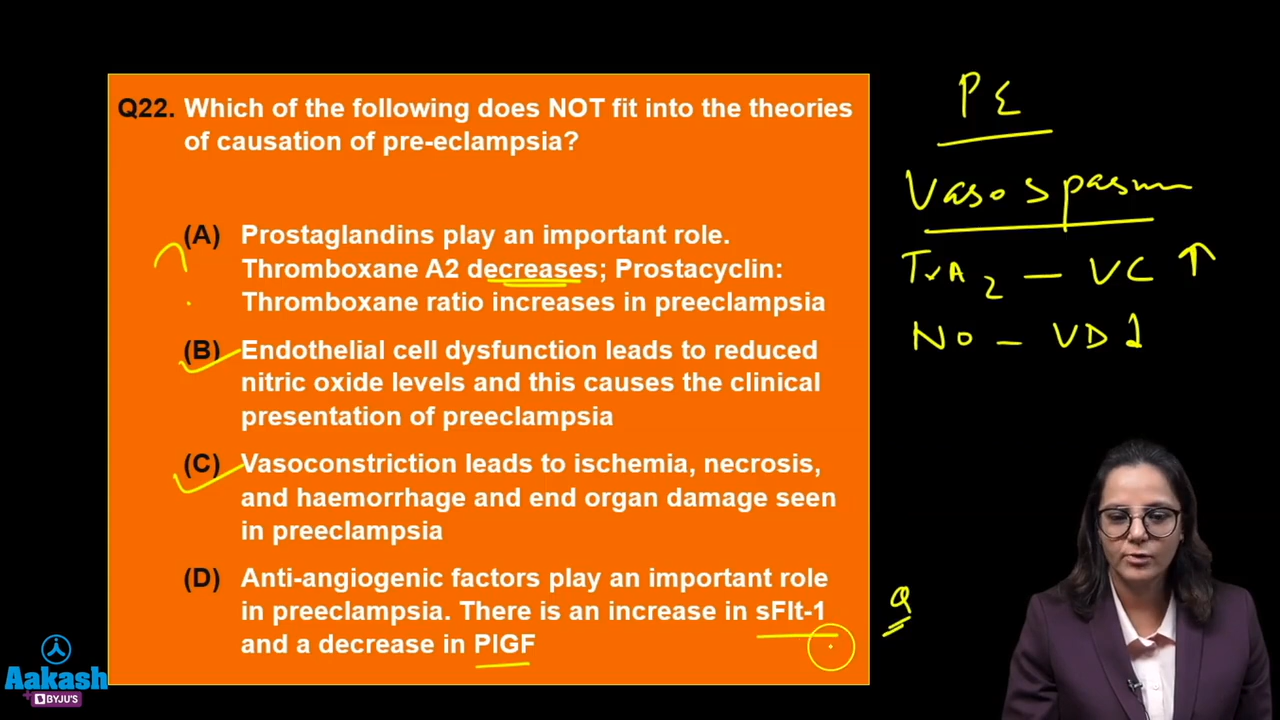 Q22. Which of the following does NOT fit into the theories
of causation of pre-eclampsia?
(A) Prostaglandins play an important role.
Thromboxane A2 decreases; Prostacyclin:
Thromboxane ratio increases in preeclampsia
(B) Endothelial cell dysfunction leads to reduced
nitric oxide levels and this causes the clinical
presentation of preeclampsia
(C) Vasoconstriction leads to ischemia, necrosis,
and haemorrhage and end organ damage seen
in preeclampsia
(D) Anti-angiogenic factors play an important role
in preeclampsia. There is an increase in sFlt-1
and a decrease in PlGF
PE
Vasospasm
TxA2 — VC ↑
NO — VD ↓
Q
Aakash
+ BYJU'S